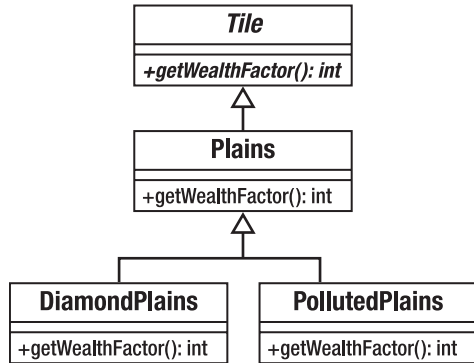 Tile
+getWealthFactor(): int
Plains
+getWealthFactor(): int
DiamondPlains
+getWealthFactor(): int
PollutedPlains
+getWealthFactor(): int